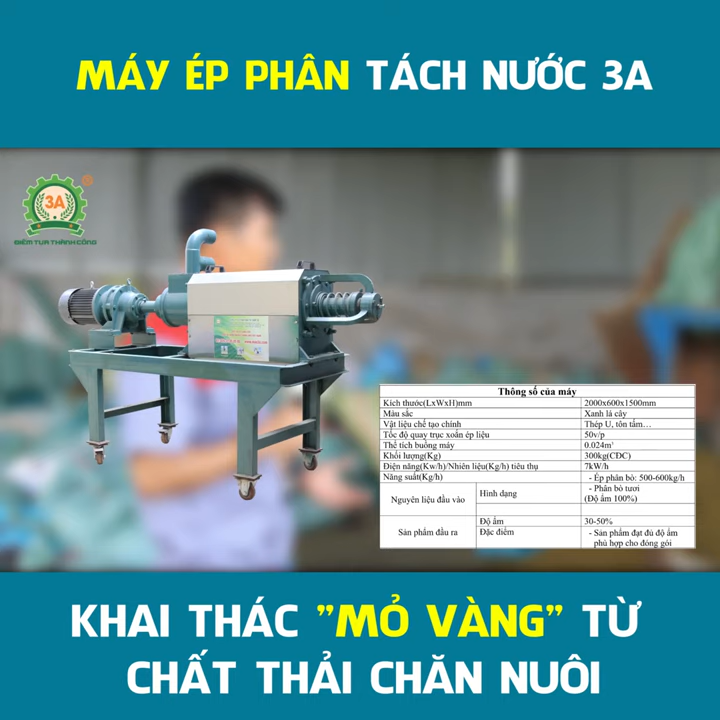 MÁY ÉP PHÂN TÁCH NƯỚC 3A
3A
®
ĐIỂM TỰA THÀNH CÔNG
Thông số của máy
Kích thước(LxWxH)mm 2000x600x1500mm
Màu sắc Xanh lá cây
Vật liệu chế tạo chính Thép U, tôn tấm…
Tốc độ quay trục xoắn ép liệu 50v/p
Thể tích buồng máy 0.024m³
Khối lượng(Kg) 300kg(CĐC)
Điện năng(Kw/h)/Nhiên liệu(Kg/h) tiêu thụ 7kW/h
Năng suất(Kg/h) - Ép phân bò: 500-600kg/h
Nguyên liệu đầu vào Hình dạng - Phân bò tươi
(Độ ẩm 100%)
Sản phẩm đầu ra Độ ẩm 30-50%
Đặc điểm - Sản phẩm đạt đủ độ ẩm
phù hợp cho đóng gói
KHAI THÁC "MỎ VÀNG" TỪ
CHẤT THẢI CHĂN NUÔI